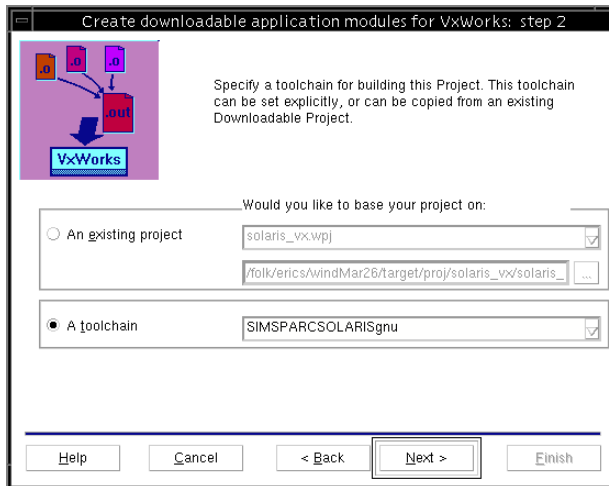 Create downloadable application modules for VxWorks: step 2
.o .o .o
.out
VxWorks
Specify a toolchain for building this Project. This toolchain
can be set explicitly, or can be copied from an existing
Downloadable Project.
Would you like to base your project on:
An existing project
solaris_vx.wpj
/folk/erics/windMar26/target/proj/solaris_vx/solaris_
...
A toolchain
SIMSPARCSOLARISgnu
Help
Cancel
< Back
Next >
Finish